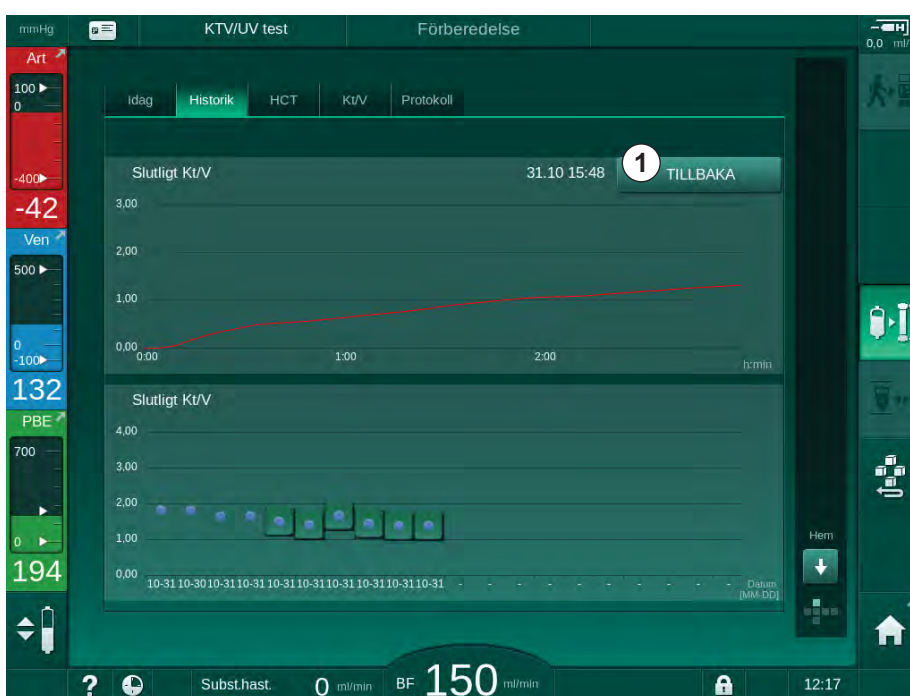 mmHg
KTV/UV test
Förberedelse
0,0 ml/
Art
100
0
-400
-42
Ven
500
0
-100
132
PBE
700
0
194
Idag Historik HCT Kt/V Protokoll
Slutligt Kt/V 31.10 15:48 1 TILLBAKA
3,00
2,00
1,00
0,00
0:00 1:00 2:00 h:min
Slutligt Kt/V
4,00
3,00
2,00
1,00
0,00
10-31 10-30 10-31 10-31 10-31 10-31 10-31 10-31 10-31 10-31 - - - - - - - - - - Datum
[MM-DD]
Hem
? Subst.hast. 0 ml/min BF 150 ml/min 12:17